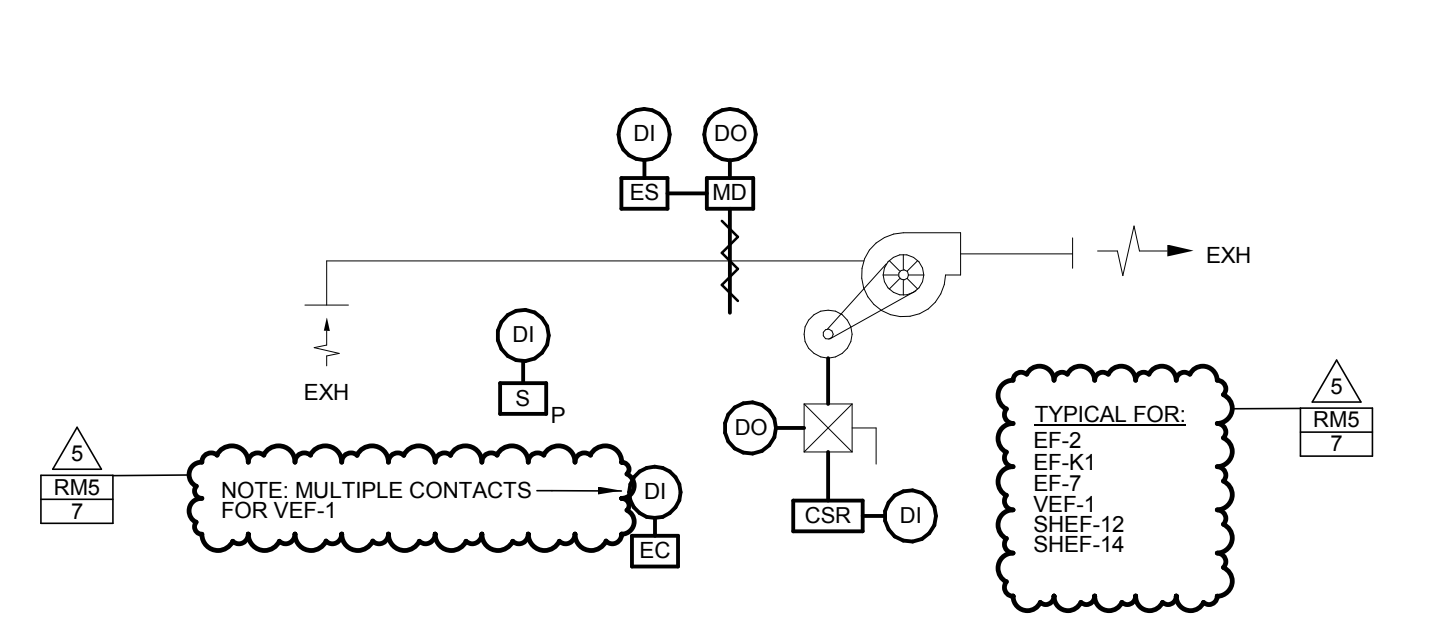 DI
DO
ES
MD
EXH
EXH
DI
S
P
DO
CSR
DI
5
RM5
7
NOTE: MULTIPLE CONTACTS
FOR VEF-1
DI
EC
5
RM5
7
TYPICAL FOR:
EF-2
EF-K1
EF-7
VEF-1
SHEF-12
SHEF-14